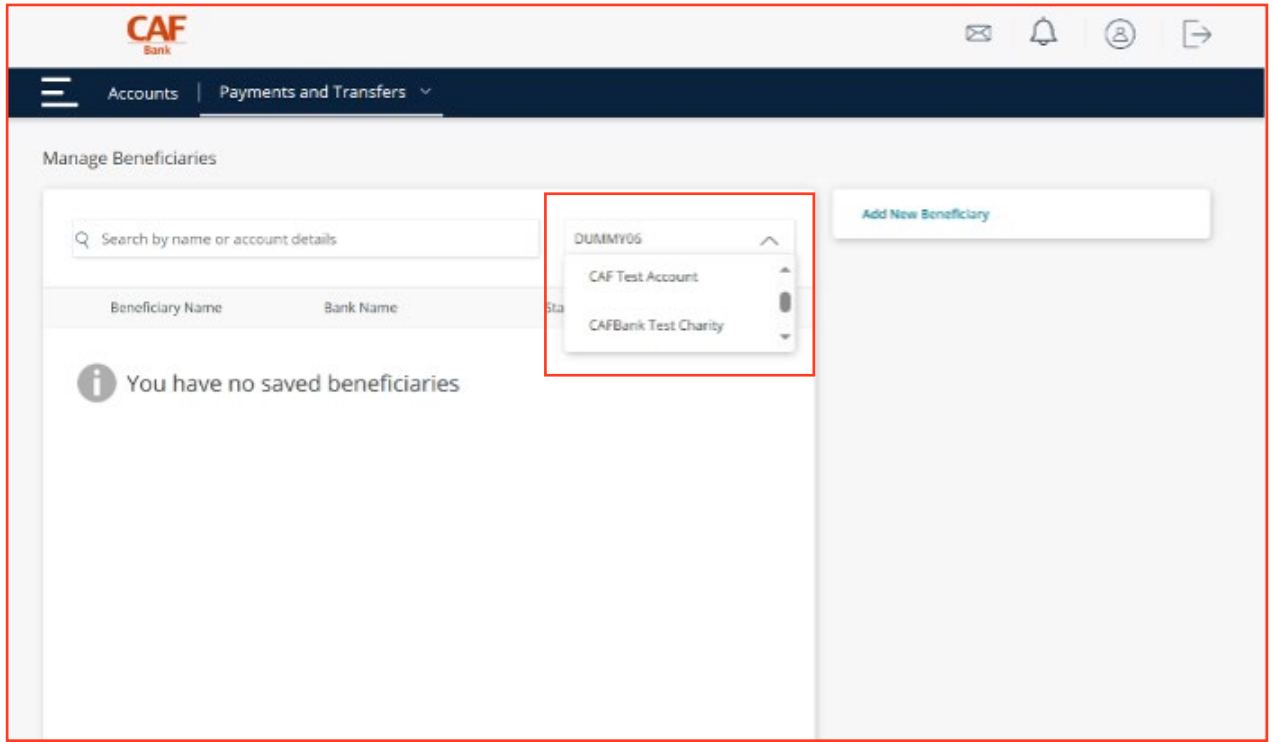 CAF
Bank
Accounts | Payments and Transfers
Manage Beneficiaries
Search by name or account details
DUMMY06
Add New Beneficiary
CAF Test Account
CAFBank Test Charity
Beneficiary Name Bank Name Sta
You have no saved beneficiaries